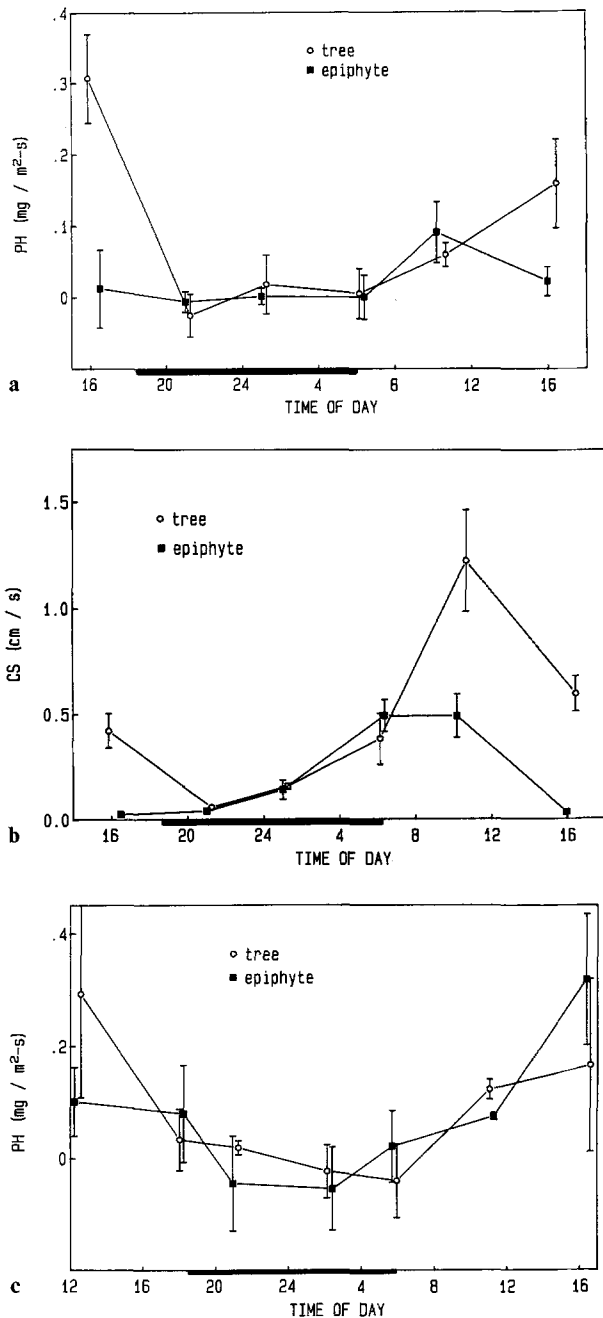 .4
.3
.2
.1
0
PH (mg / m²-s)
tree
epiphyte
16 20 24 4 8 12 16
TIME OF DAY
a
1.5
1.0
0.5
0.0
CS (cm / s)
tree
epiphyte
16 20 24 4 8 12 16
TIME OF DAY
b
.4
.2
0
PH (mg / m²-s)
tree
epiphyte
12 16 20 24 4 8 12 16
TIME OF DAY
c